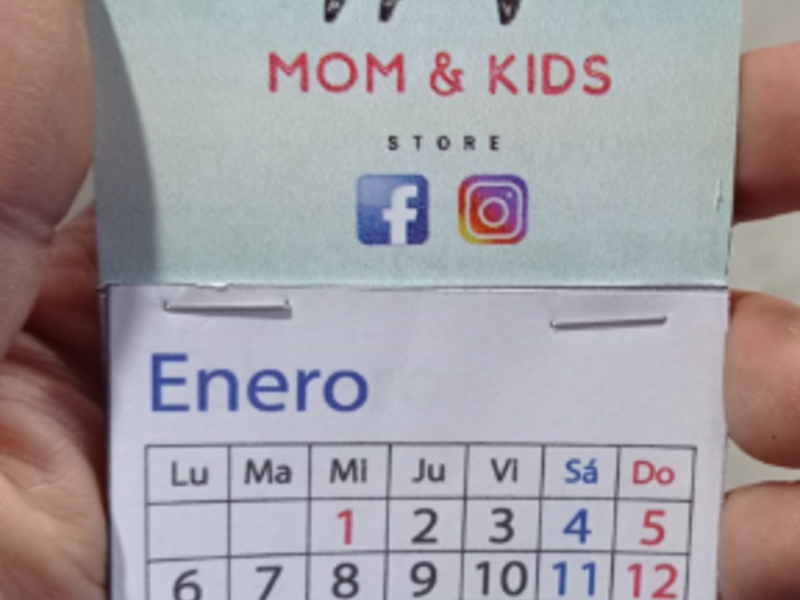 MOM & KIDS
STORE
Enero
Lu Ma Mi Ju Vi Sá Do
1 2 3 4 5
6 7 8 9 10 11 12